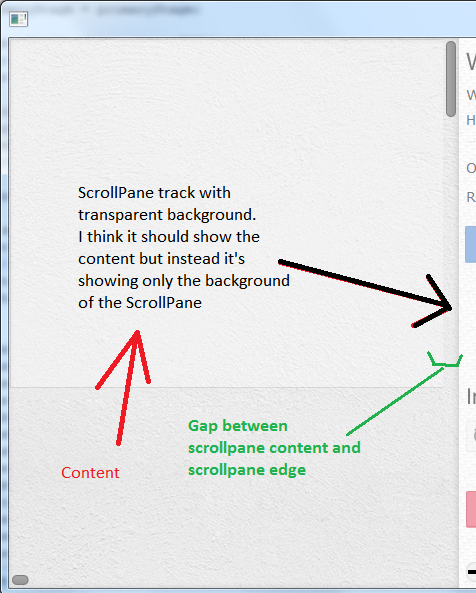 W
W
H
ScrollPane track with
transparent background.
I think it should show the
content but instead it's
showing only the background
of the ScrollPane
O
R
In
Gap between
scrollpane content and
scrollpane edge
Content